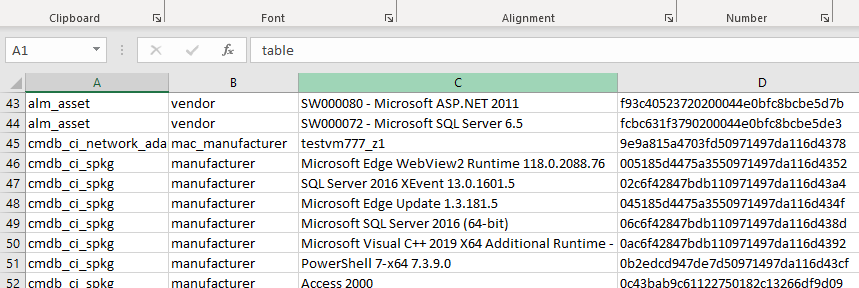 Clipboard Font Alignment Number
A1 fx table
A B C D
43 alm_asset vendor SW000080 - Microsoft ASP.NET 2011 f93c40523720200044e0bfc8bcbe5d7b
44 alm_asset vendor SW000072 - Microsoft SQL Server 6.5 fcbc631f3790200044e0bfc8bcbe5de3
45 cmdb_ci_network_ada mac_manufacturer testvm777_z1 9e9a815a4703fd50971497da116d4378
46 cmdb_ci_spkg manufacturer Microsoft Edge WebView2 Runtime 118.0.2088.76 005185d4475a3550971497da116d4352
47 cmdb_ci_spkg manufacturer SQL Server 2016 XEvent 13.0.1601.5 02c6f42847bdb110971497da116d43a4
48 cmdb_ci_spkg manufacturer Microsoft Edge Update 1.3.181.5 045185d4475a3550971497da116d434f
49 cmdb_ci_spkg manufacturer Microsoft SQL Server 2016 (64-bit) 06c6f42847bdb110971497da116d438d
50 cmdb_ci_spkg manufacturer Microsoft Visual C++ 2019 X64 Additional Runtime - 0ac6f42847bdb110971497da116d4392
51 cmdb_ci_spkg manufacturer PowerShell 7-x64 7.3.9.0 0b2edcd947de7d50971497da116d43cf
52 cmdb_ci_spkg manufacturer Access 2000 0c43bab9c61122750182c13266df9d09